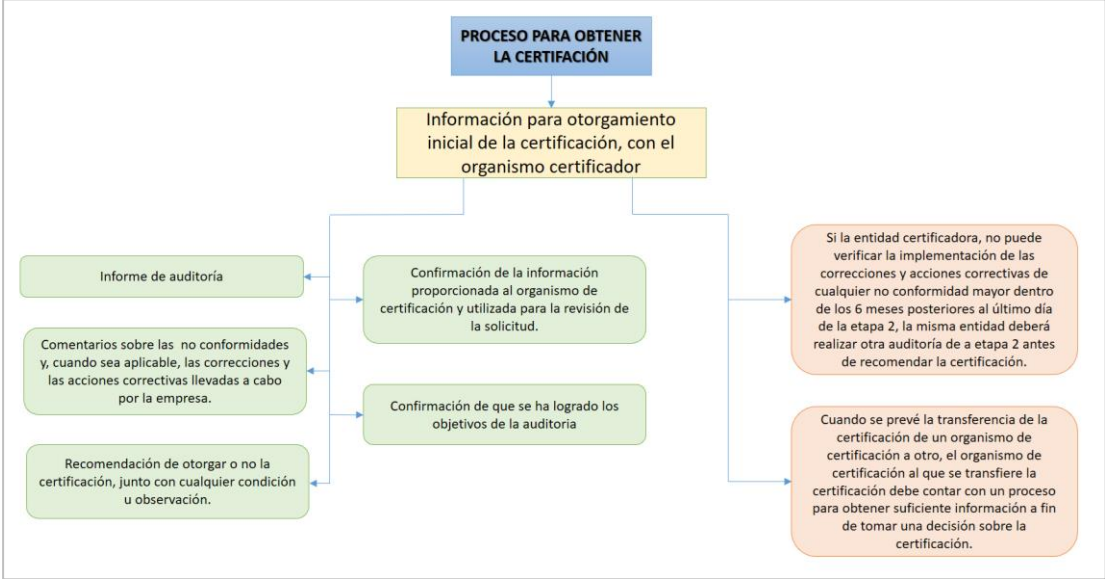 PROCESO PARA OBTENER
LA CERTIFACIÓN
Información para otorgamiento
inicial de la certificación, con el
organismo certificador
Informe de auditoría
Confirmación de la información
proporcionada al organismo de
certificación y utilizada para la revisión de
la solicitud.
Comentarios sobre las no conformidades
y, cuando sea aplicable, las correcciones y
las acciones correctivas llevadas a cabo
por la empresa.
Confirmación de que se ha logrado los
objetivos de la auditoria
Recomendación de otorgar o no la
certificación, junto con cualquier condición
u observación.
Si la entidad certificadora, no puede
verificar la implementación de las
correcciones y acciones correctivas de
cualquier no conformidad mayor dentro
de los 6 meses posteriores al último día
de la etapa 2, la misma entidad deberá
realizar otra auditoría de a etapa 2 antes
de recomendar la certificación.
Cuando se prevé la transferencia de la
certificación de un organismo de
certificación a otro, el organismo de
certificación al que se transfiere la
certificación debe contar con un proceso
para obtener suficiente información a fin
de tomar una decisión sobre la
certificación.